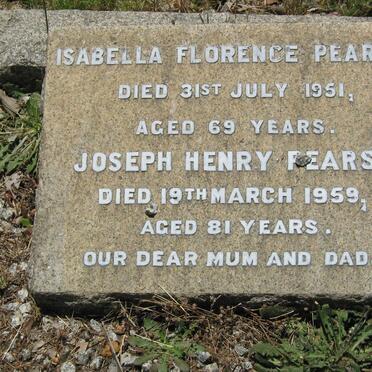 ISABELLA FLORENCE PEAR
DIED 31ST JULY 1951,
AGED 69 YEARS.
JOSEPH HENRY PEARS
DIED 19TH MARCH 1959,
AGED 81 YEARS.
OUR DEAR MUM AND DAD